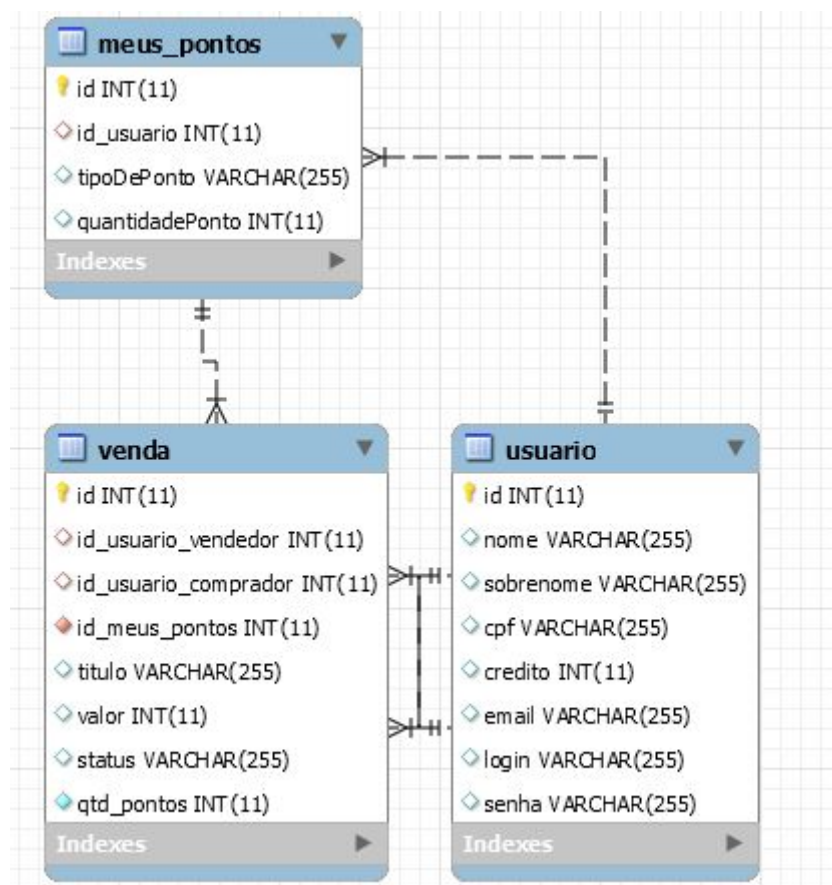 meus_pontos
id INT(11)
id_usuario INT(11)
tipoDePonto VARCHAR(255)
quantidadePonto INT(11)
Indexes
venda
id INT(11)
id_usuario_vendedor INT(11)
id_usuario_comprador INT(11)
id_meus_pontos INT(11)
titulo VARCHAR(255)
valor INT(11)
status VARCHAR(255)
qtd_pontos INT(11)
Indexes
usuario
id INT(11)
nome VARCHAR(255)
sobrenome VARCHAR(255)
cpf VARCHAR(255)
credito INT(11)
email VARCHAR(255)
login VARCHAR(255)
senha VARCHAR(255)
Indexes